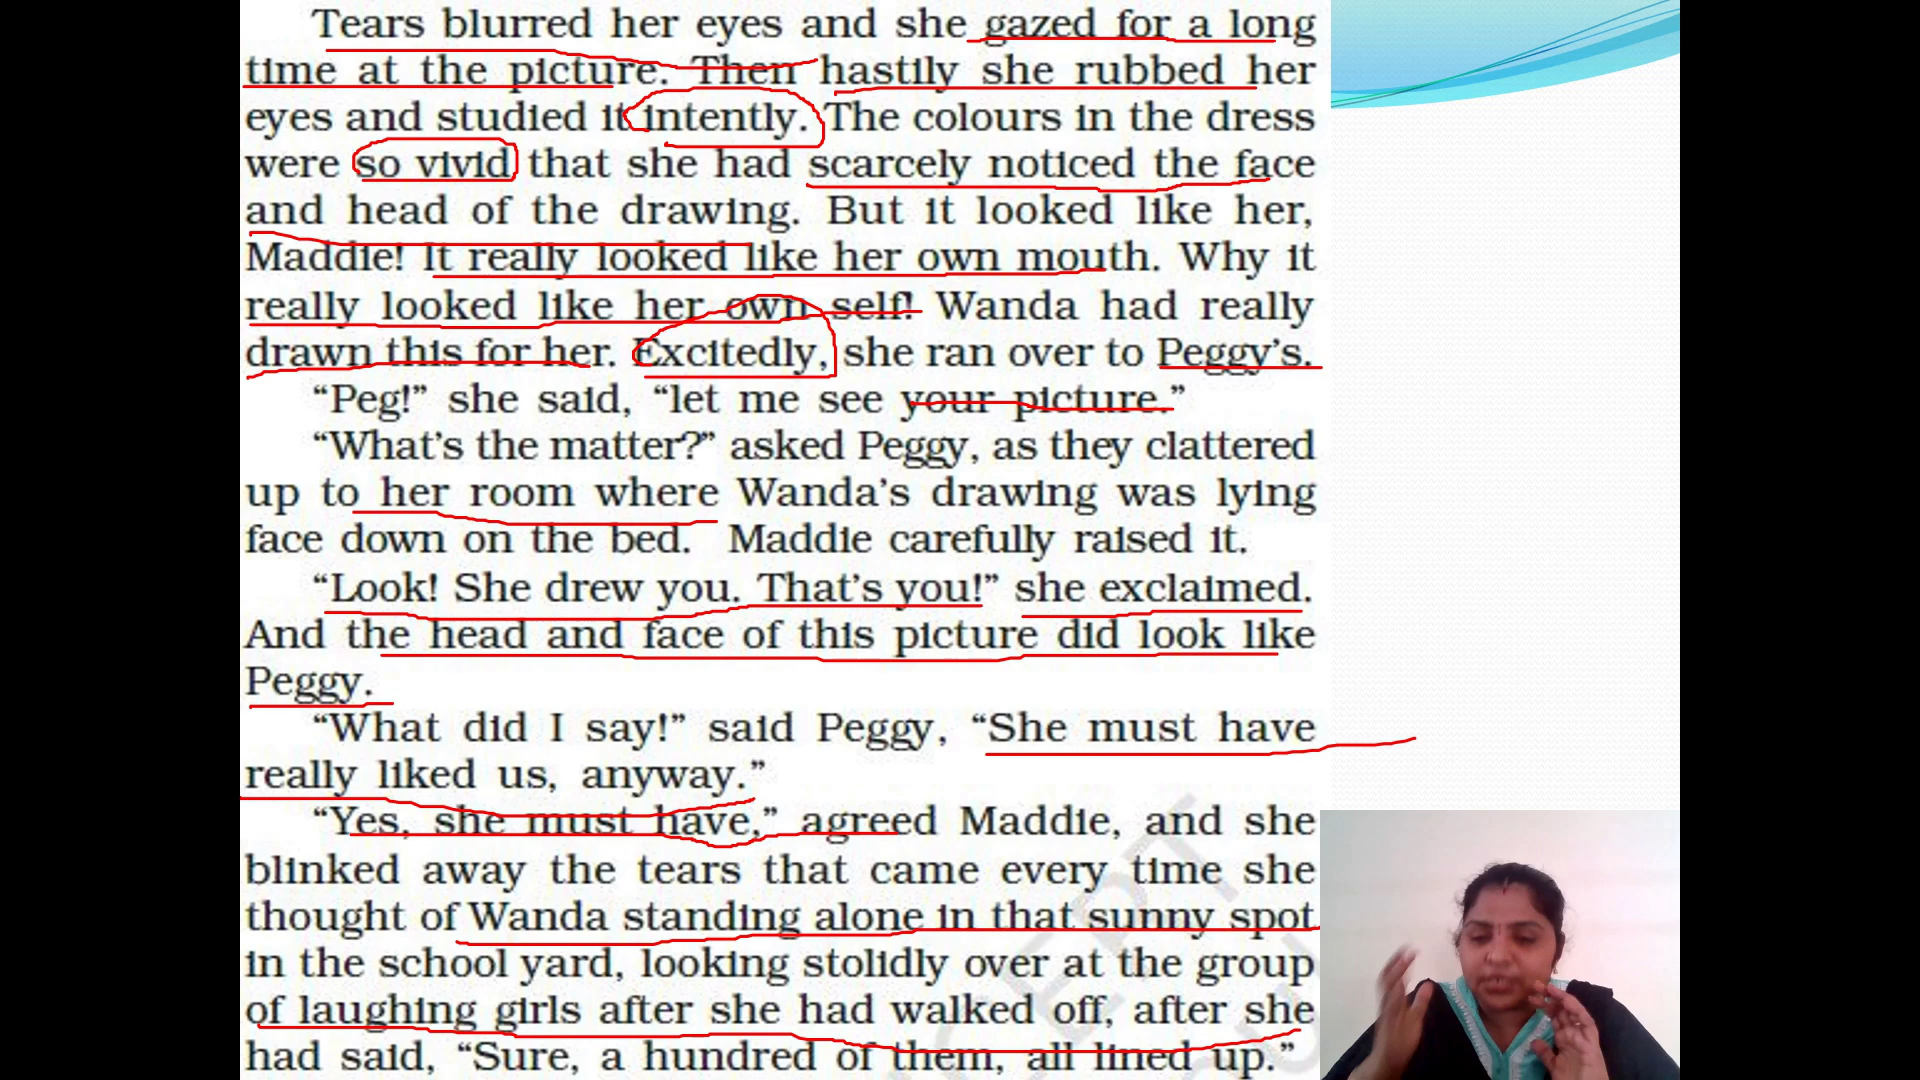 Tears blurred her eyes and she gazed for a long
time at the picture. Then hastily she rubbed her
eyes and studied it intently. The colours in the dress
were so vivid that she had scarcely noticed the face
and head of the drawing. But it looked like her,
Maddie! It really looked like her own mouth. Why it
really looked like her own self! Wanda had really
drawn this for her. Excitedly, she ran over to Peggy’s.
“Peg!” she said, “let me see your picture.”
“What’s the matter?” asked Peggy, as they clattered
up to her room where Wanda’s drawing was lying
face down on the bed. Maddie carefully raised it.
“Look! She drew you. That’s you!” she exclaimed.
And the head and face of this picture did look like
Peggy.
“What did I say!” said Peggy, “She must have
really liked us, anyway.”
“Yes, she must have,” agreed Maddie, and she
blinked away the tears that came every time she
thought of Wanda standing alone in that sunny spot
in the school yard, looking stolidly over at the group
of laughing girls after she had walked off, after she
had said, “Sure, a hundred of them, all lined up.”